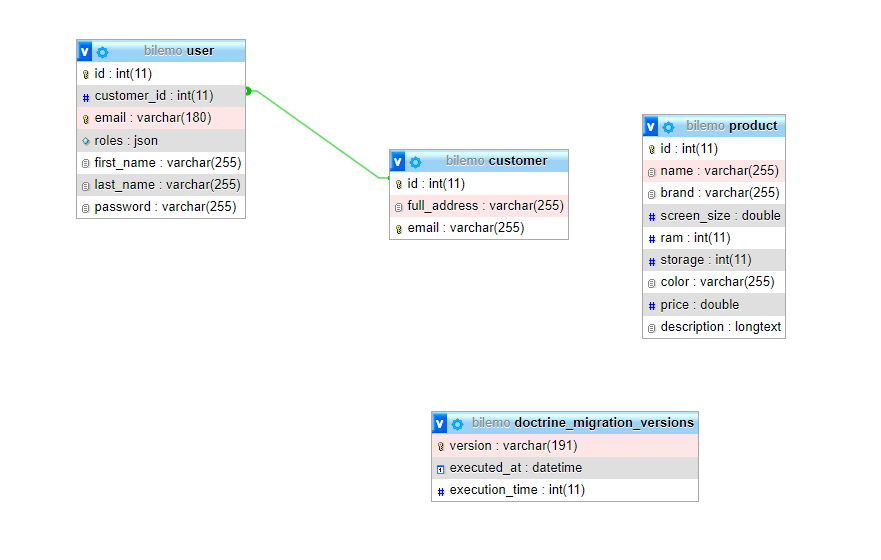 v bilemo user
id : int(11)
customer_id : int(11)
email : varchar(180)
roles : json
first_name : varchar(255)
last_name : varchar(255)
password : varchar(255)
v bilemo customer
id : int(11)
full_address : varchar(255)
email : varchar(255)
v bilemo product
id : int(11)
name : varchar(255)
brand : varchar(255)
screen_size : double
ram : int(11)
storage : int(11)
color : varchar(255)
price : double
description : longtext
v bilemo doctrine_migration_versions
version : varchar(191)
executed_at : datetime
execution_time : int(11)